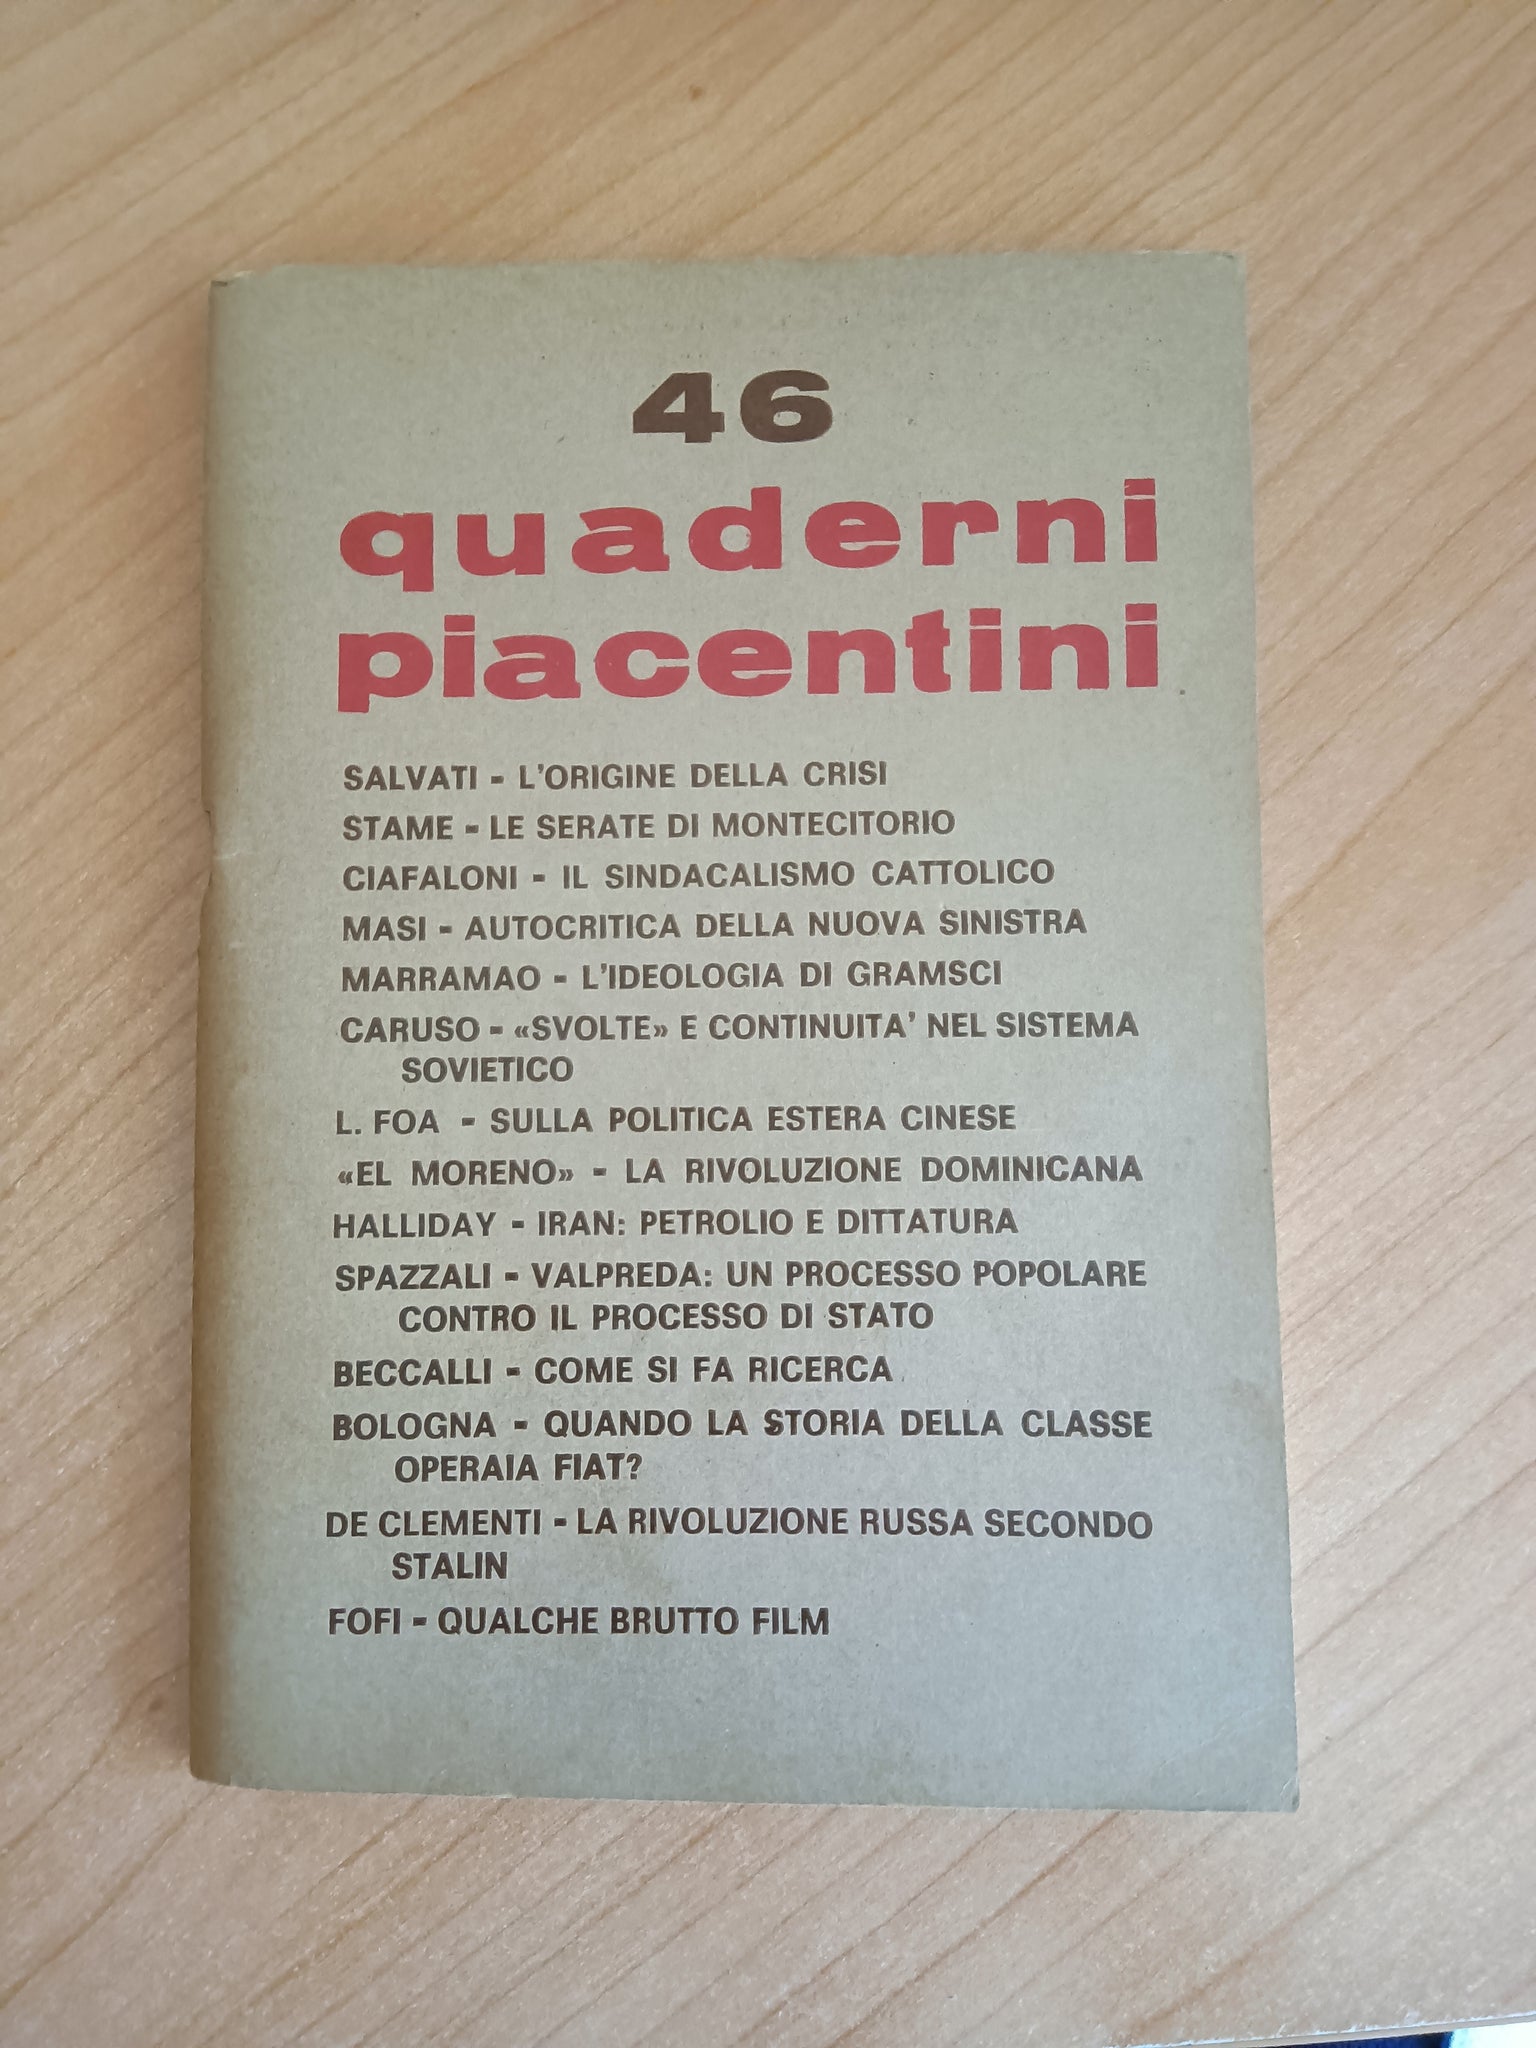 46
quaderni
piacentini
SALVATI - L'ORIGINE DELLA CRISI
STAME - LE SERATE DI MONTECITORIO
CIAFALONI - IL SINDACALISMO CATTOLICO
MASI - AUTOCRITICA DELLA NUOVA SINISTRA
MARRAMAO - L'IDEOLOGIA DI GRAMSCI
CARUSO - «SVOLTE» E CONTINUITA' NEL SISTEMA
SOVIETICO
L. FOA - SULLA POLITICA ESTERA CINESE
«EL MORENO» - LA RIVOLUZIONE DOMINICANA
HALLIDAY - IRAN: PETROLIO E DITTATURA
SPAZZALI - VALPREDA: UN PROCESSO POPOLARE
CONTRO IL PROCESSO DI STATO
BECCALLI - COME SI FA RICERCA
BOLOGNA - QUANDO LA STORIA DELLA CLASSE
OPERAIA FIAT?
DE CLEMENTI - LA RIVOLUZIONE RUSSA SECONDO
STALIN
FOFI - QUALCHE BRUTTO FILM